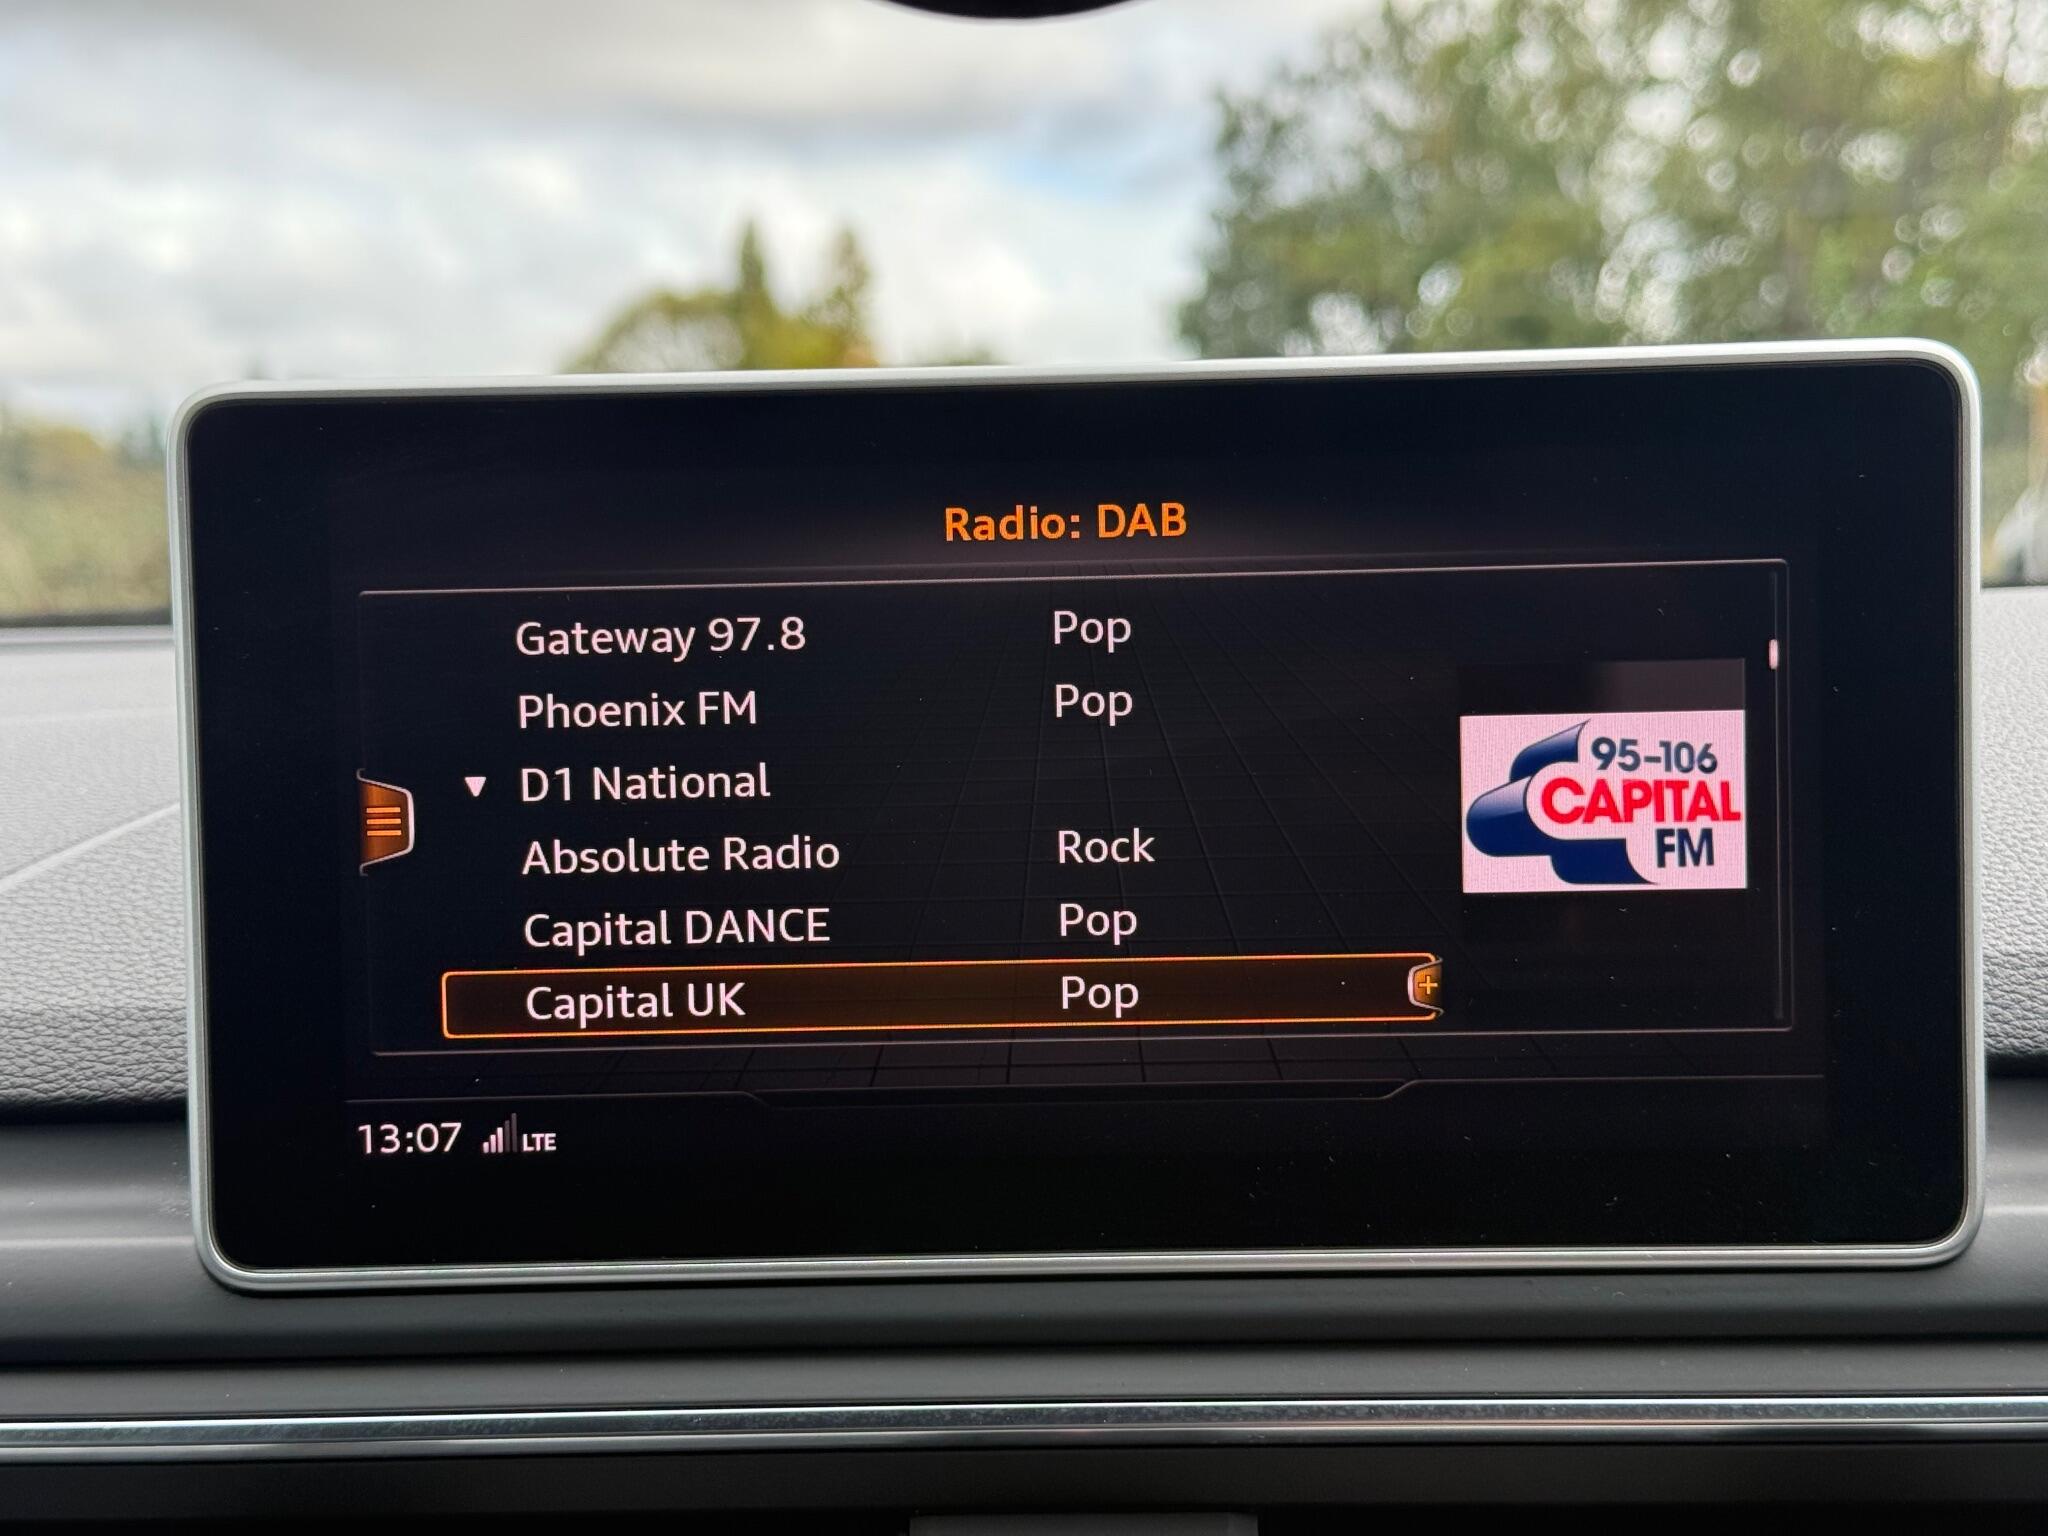 Radio: DAB
Gateway 97.8 Pop
Phoenix FM Pop
D1 National
Absolute Radio Rock
Capital DANCE Pop
Capital UK Pop
95-106
CAPITAL
FM
13:07 LTE